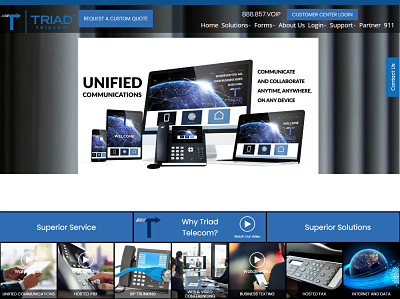 TRIAD
Telecom
REQUEST A CUSTOM QUOTE
888.857.VOIP
CUSTOMER CENTER LOGIN
Home Solutions Forms About Us Login Support Partner 911
Contact Us
UNIFIED
COMMUNICATIONS
COMMUNICATE
AND COLLABORATE
ANYTIME, ANYWHERE,
ON ANY DEVICE
TRIAD
WELCOME
WELCOME
Superior Service
Why Triad
Telecom?
Watch Our Video
Superior Solutions
UNIFIED COMMUNICATIONS
HOSTED PBX
SIP TRUNKING
WEB & VIDEO
CONFERENCING
BUSINESS TEXTING
HOSTED FAX
INTERNET AND DATA